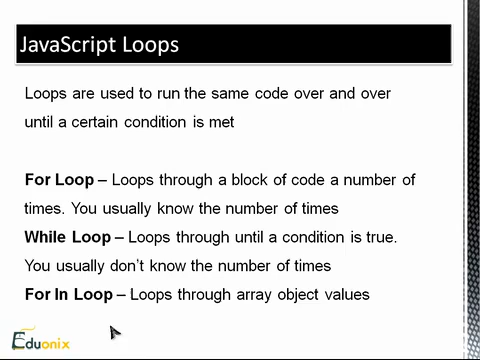 JavaScript Loops
Loops are used to run the same code over and over
until a certain condition is met
For Loop – Loops through a block of code a number of
times. You usually know the number of times
While Loop – Loops through until a condition is true.
You usually don't know the number of times
For In Loop – Loops through array object values
Eduonix